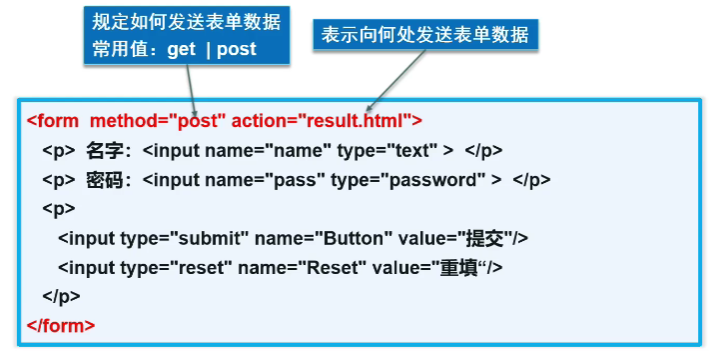 规定如何发送表单数据
常用值：get | post
表示向何处发送表单数据
<form method="post" action="result.html">
<p> 名字：<input name="name" type="text" > </p>
<p> 密码：<input name="pass" type="password" > </p>
<p>
<input type="submit" name="Button" value="提交"/>
<input type="reset" name="Reset" value="重填“/>
</p>
</form>